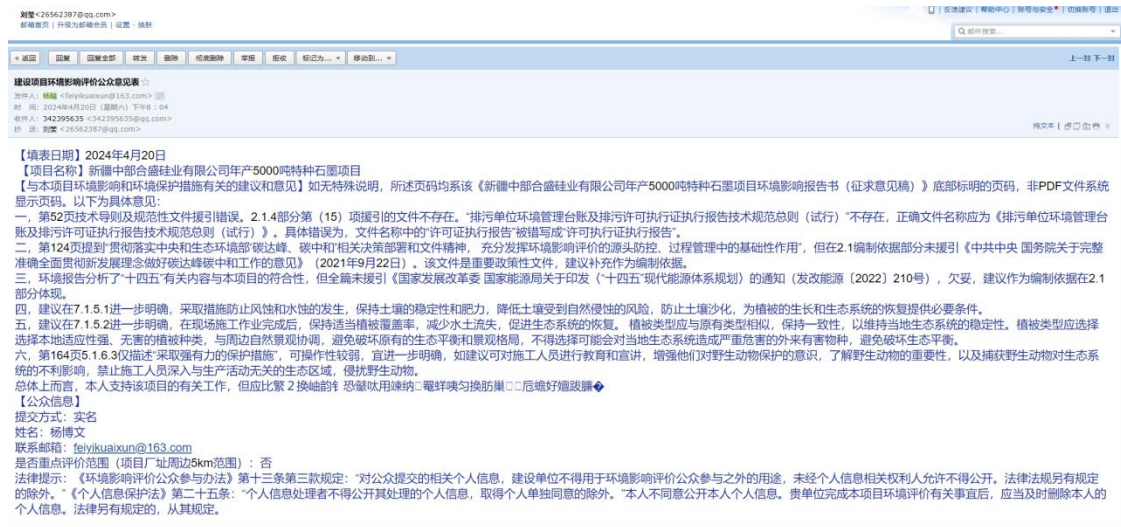 刘莹<26562387@qq.com>
邮箱首页 | 升级为邮箱会员 | 设置 - 换肤
反馈建议 | 帮助中心 | 账号与安全 | 切换账号 | 退出
邮件搜索...
« 返回 回复 回复全部 转发 删除 彻底删除 举报 拒收 标记为... 移动到... 上一封 下一封
建设项目环境影响评价公众意见表☆
发件人： <feiyikuaixun@163.com>
时 间：2024年4月20日（星期六）下午8：04
收件人：342395635 <342395635@qq.com>
抄 送：刘莹 <26562387@qq.com>
纯文本 |
【填表日期】2024年4月20日
【项目名称】新疆中部合盛硅业有限公司年产5000吨特种石墨项目
【与本项目环境影响和环境保护措施有关的建议和意见】如无特殊说明，所述页码均系该《新疆中部合盛硅业有限公司年产5000吨特种石墨项目环境影响报告书（征求意见稿）》底部标明的页码，非PDF文件系统
显示页码。以下为具体意见：
一，第52页技术导则及规范性文件援引错误。2.1.4部分第（15）项援引的文件不存在。“排污单位环境管理台账及排污许可执行证执行报告技术规范总则（试行）”不存在，正确文件名称应为《排污单位环境管理台
账及排污许可证执行报告技术规范总则（试行）》。具体错误为，文件名称中的“许可证执行报告”被错写成“许可执行证执行报告”。
二，第124页提到“贯彻落实中央和生态环境部‘碳达峰、碳中和’相关决策部署和文件精神， 充分发挥环境影响评价的源头防控、过程管理中的基础性作用”，但在2.1编制依据部分未援引《中共中央 国务院关于完整
准确全面贯彻新发展理念做好碳达峰碳中和工作的意见》（2021年9月22日）。该文件是重要政策性文件，建议补充作为编制依据。
三，环境报告分析了“十四五”有关内容与本项目的符合性，但全篇未援引《国家发展改革委 国家能源局关于印发〈“十四五”现代能源体系规划〉的通知（发改能源〔2022〕210号），欠妥，建议作为编制依据在2.1
部分体现。
四，建议在7.1.5.1进一步明确，采取措施防止风蚀和水蚀的发生，保持土壤的稳定性和肥力，降低土壤受到自然侵蚀的风险，防止土壤沙化，为植被的生长和生态系统的恢复提供必要条件。
五，建议在7.1.5.2进一步明确，在现场施工作业完成后，保持适当植被覆盖率，减少水土流失，促进生态系统的恢复。 植被类型应与原有类型相似，保持一致性，以维持当地生态系统的稳定性。植被类型应选择
选择本地适应性强、无害的植被种类，与周边自然景观协调，避免破坏原有的生态平衡和景观格局，不得选择可能会对当地生态系统造成严重危害的外来有害物种，避免破坏生态平衡。
六，第164页5.1.6.3仅描述“采取强有力的保护措施”，可操作性较弱，宜进一步明确，如建议可对施工人员进行教育和宣讲，增强他们对野生动物保护的意识，了解野生动物的重要性，以及捕获野生动物对生态系
统的不利影响，禁止施工人员深入与生产活动无关的生态区域，侵扰野生动物。
总体上而言，本人支持该项目的有关工作，但应比繁２换岫韵
【公众信息】
提交方式：实名
姓名：杨博文
联系邮箱：feiyikuaixun@163.com
是否重点评价范围（项目厂址周边5km范围）：否
法律提示：《环境影响评价公众参与办法》第十三条第三款规定：“对公众提交的相关个人信息，建设单位不得用于环境影响评价公众参与之外的用途，未经个人信息相关权利人允许不得公开。法律法规另有规定
的除外。”《个人信息保护法》第二十五条：“个人信息处理者不得公开其处理的个人信息，取得个人单独同意的除外。”本人不同意公开本人个人信息。贵单位完成本项目环境评价有关事宜后，应当及时删除本人的
个人信息。法律另有规定的，从其规定。